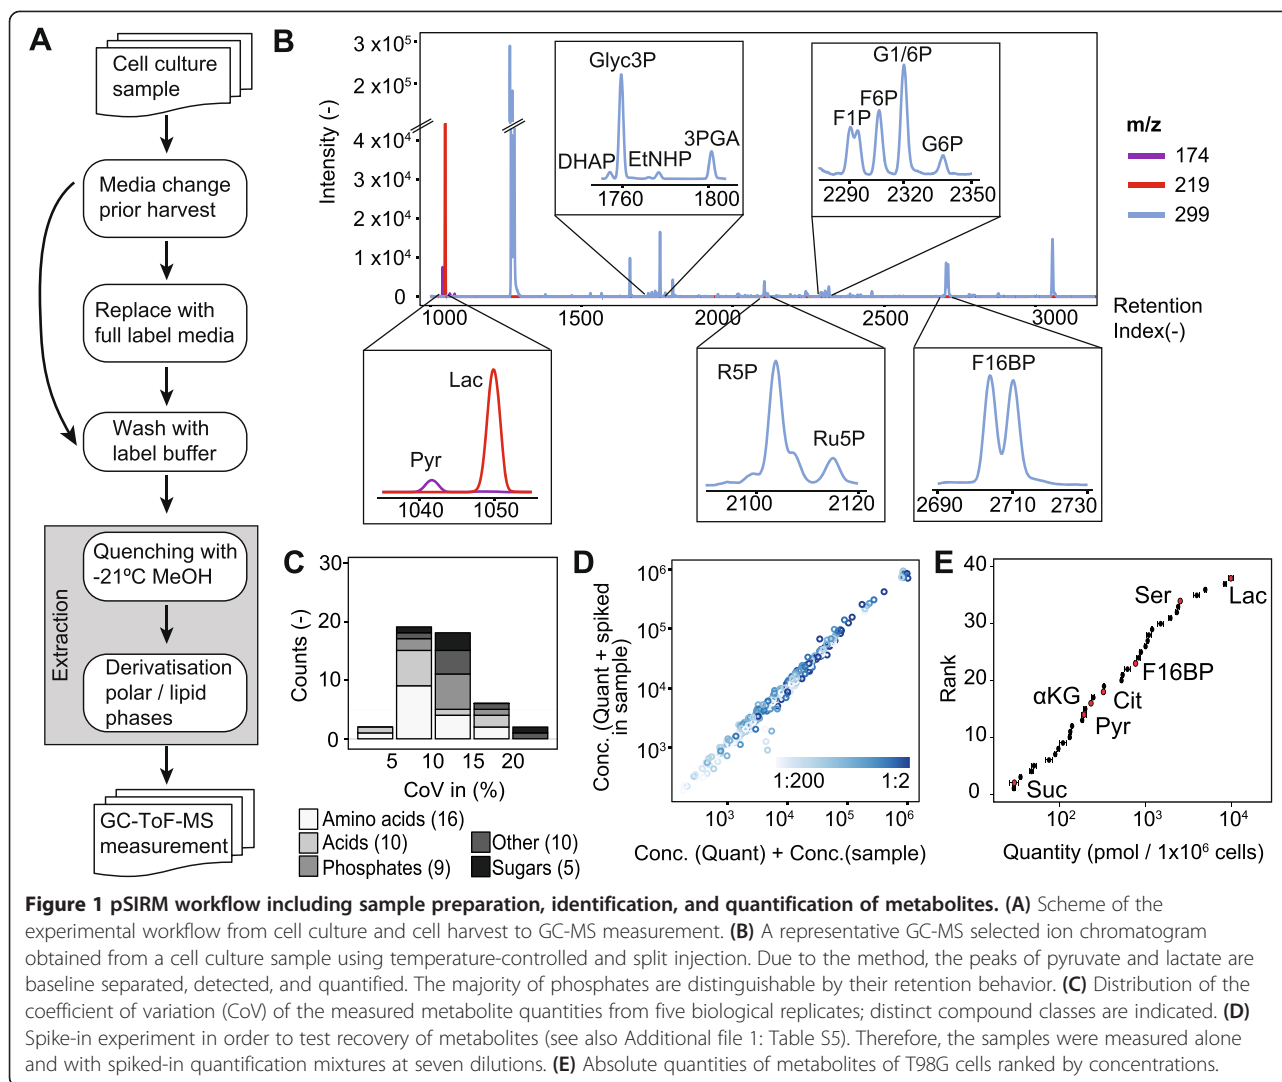 A
Cell culture
sample
Media change
prior harvest
Replace with
full label media
Wash with
label buffer
Extraction
Quenching with
-21ºC MeOH
Derivatisation
polar / lipid
phases
GC-ToF-MS
measurement
B
Intensity (-)
3 x10⁵
2 x10⁵
4 x10⁴
3 x10⁴
2 x10⁴
1 x10⁴
0
1000
1500
2000
2500
3000
Retention
Index(-)
Glyc3P
DHAP
EtNHP
3PGA
1760
1800
G1/6P
F6P
F1P
G6P
2290
2320
2350
m/z
174
219
299
Lac
Pyr
1040
1050
R5P
Ru5P
2100
2120
F16BP
2690
2710
2730
C
Counts (-)
30
20
10
0
5
10
15
20
CoV in (%)
Amino acids (16)
Acids (10)
Phosphates (9)
Other (10)
Sugars (5)
D
Conc. (Quant + spiked
in sample)
10⁶
10⁵
10⁴
10³
1:200
1:2
10³
10⁴
10⁵
10⁶
Conc. (Quant) + Conc.(sample)
E
Rank
40
30
20
10
0
Ser
Lac
F16BP
αKG
Cit
Pyr
Suc
10²
10³
10⁴
Quantity (pmol / 1x10⁶ cells)
Figure 1 pSIRM workflow including sample preparation, identification, and quantification of metabolites. (A) Scheme of the
experimental workflow from cell culture and cell harvest to GC-MS measurement. (B) A representative GC-MS selected ion chromatogram
obtained from a cell culture sample using temperature-controlled and split injection. Due to the method, the peaks of pyruvate and lactate are
baseline separated, detected, and quantified. The majority of phosphates are distinguishable by their retention behavior. (C) Distribution of the
coefficient of variation (CoV) of the measured metabolite quantities from five biological replicates; distinct compound classes are indicated. (D)
Spike-in experiment in order to test recovery of metabolites (see also Additional file 1: Table S5). Therefore, the samples were measured alone
and with spiked-in quantification mixtures at seven dilutions. (E) Absolute quantities of metabolites of T98G cells ranked by concentrations.